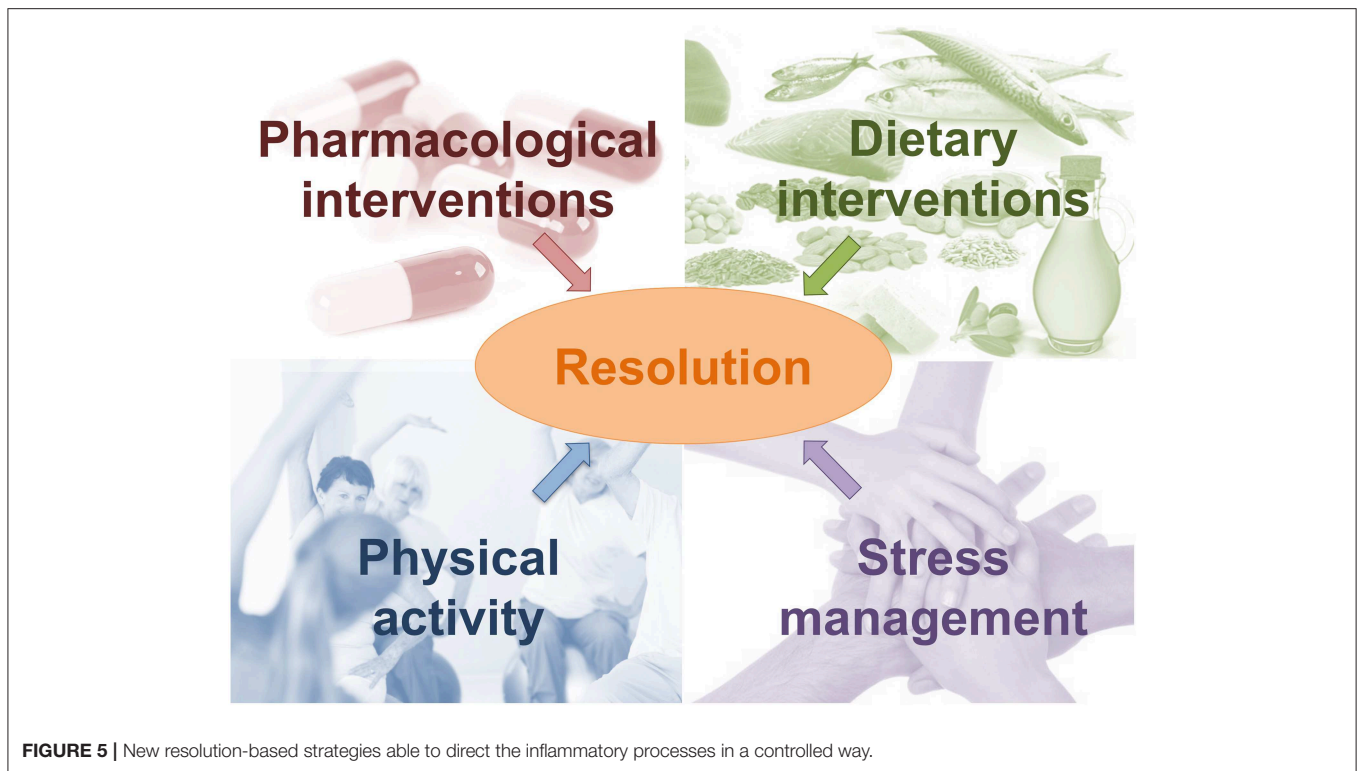 Pharmacological
interventions
Dietary
interventions
Resolution
Physical
activity
Stress
management
FIGURE 5 | New resolution-based strategies able to direct the inflammatory processes in a controlled way.